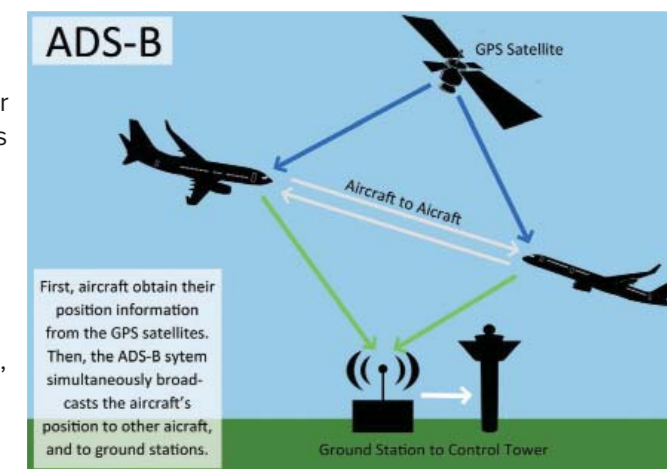 ADS-B
GPS Satellite
r
s
Aircraft to Aicraft
First, aircraft obtain their
position information
from the GPS satellites.
Then, the ADS-B sytem
simultaneously broad-
casts the aircraft's
position to other aicraft,
and to ground stations.
,
Ground Station to Control Tower